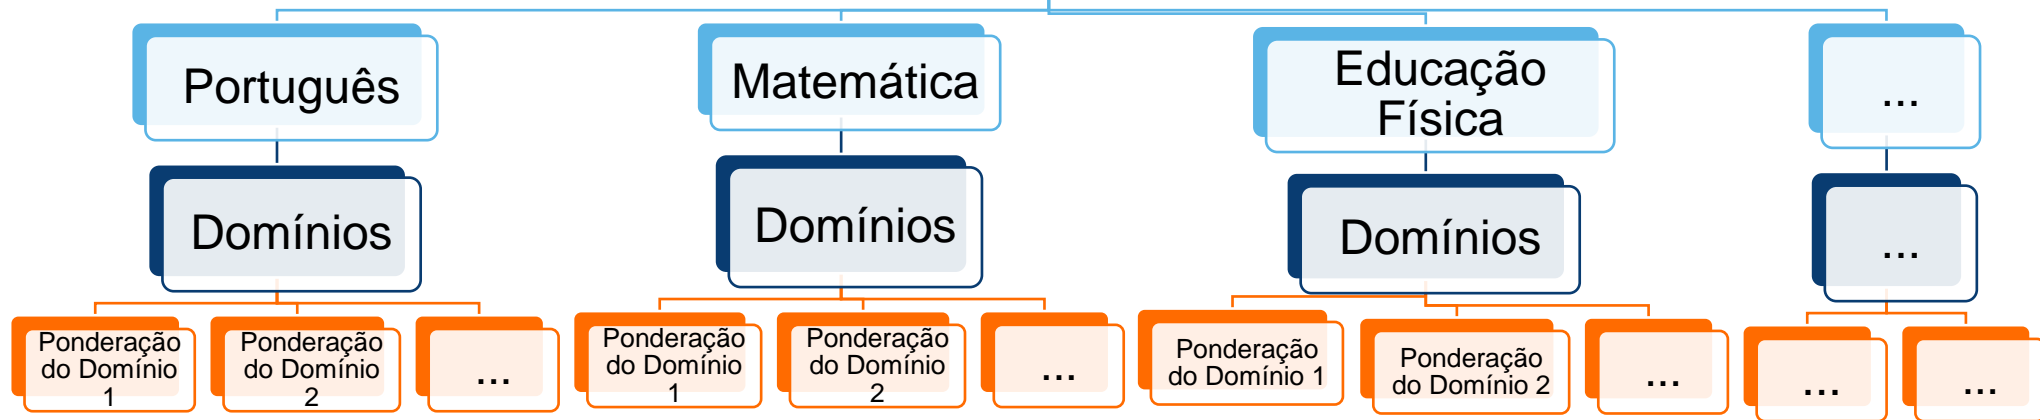 Português
Matemática
Educação
Física
...
Domínios
Domínios
Domínios
...
Ponderação
do Domínio
1
Ponderação
do Domínio
2
...
Ponderação
do Domínio
1
Ponderação
do Domínio
2
...
Ponderação
do Domínio 1
Ponderação
do Domínio 2
...
...
...